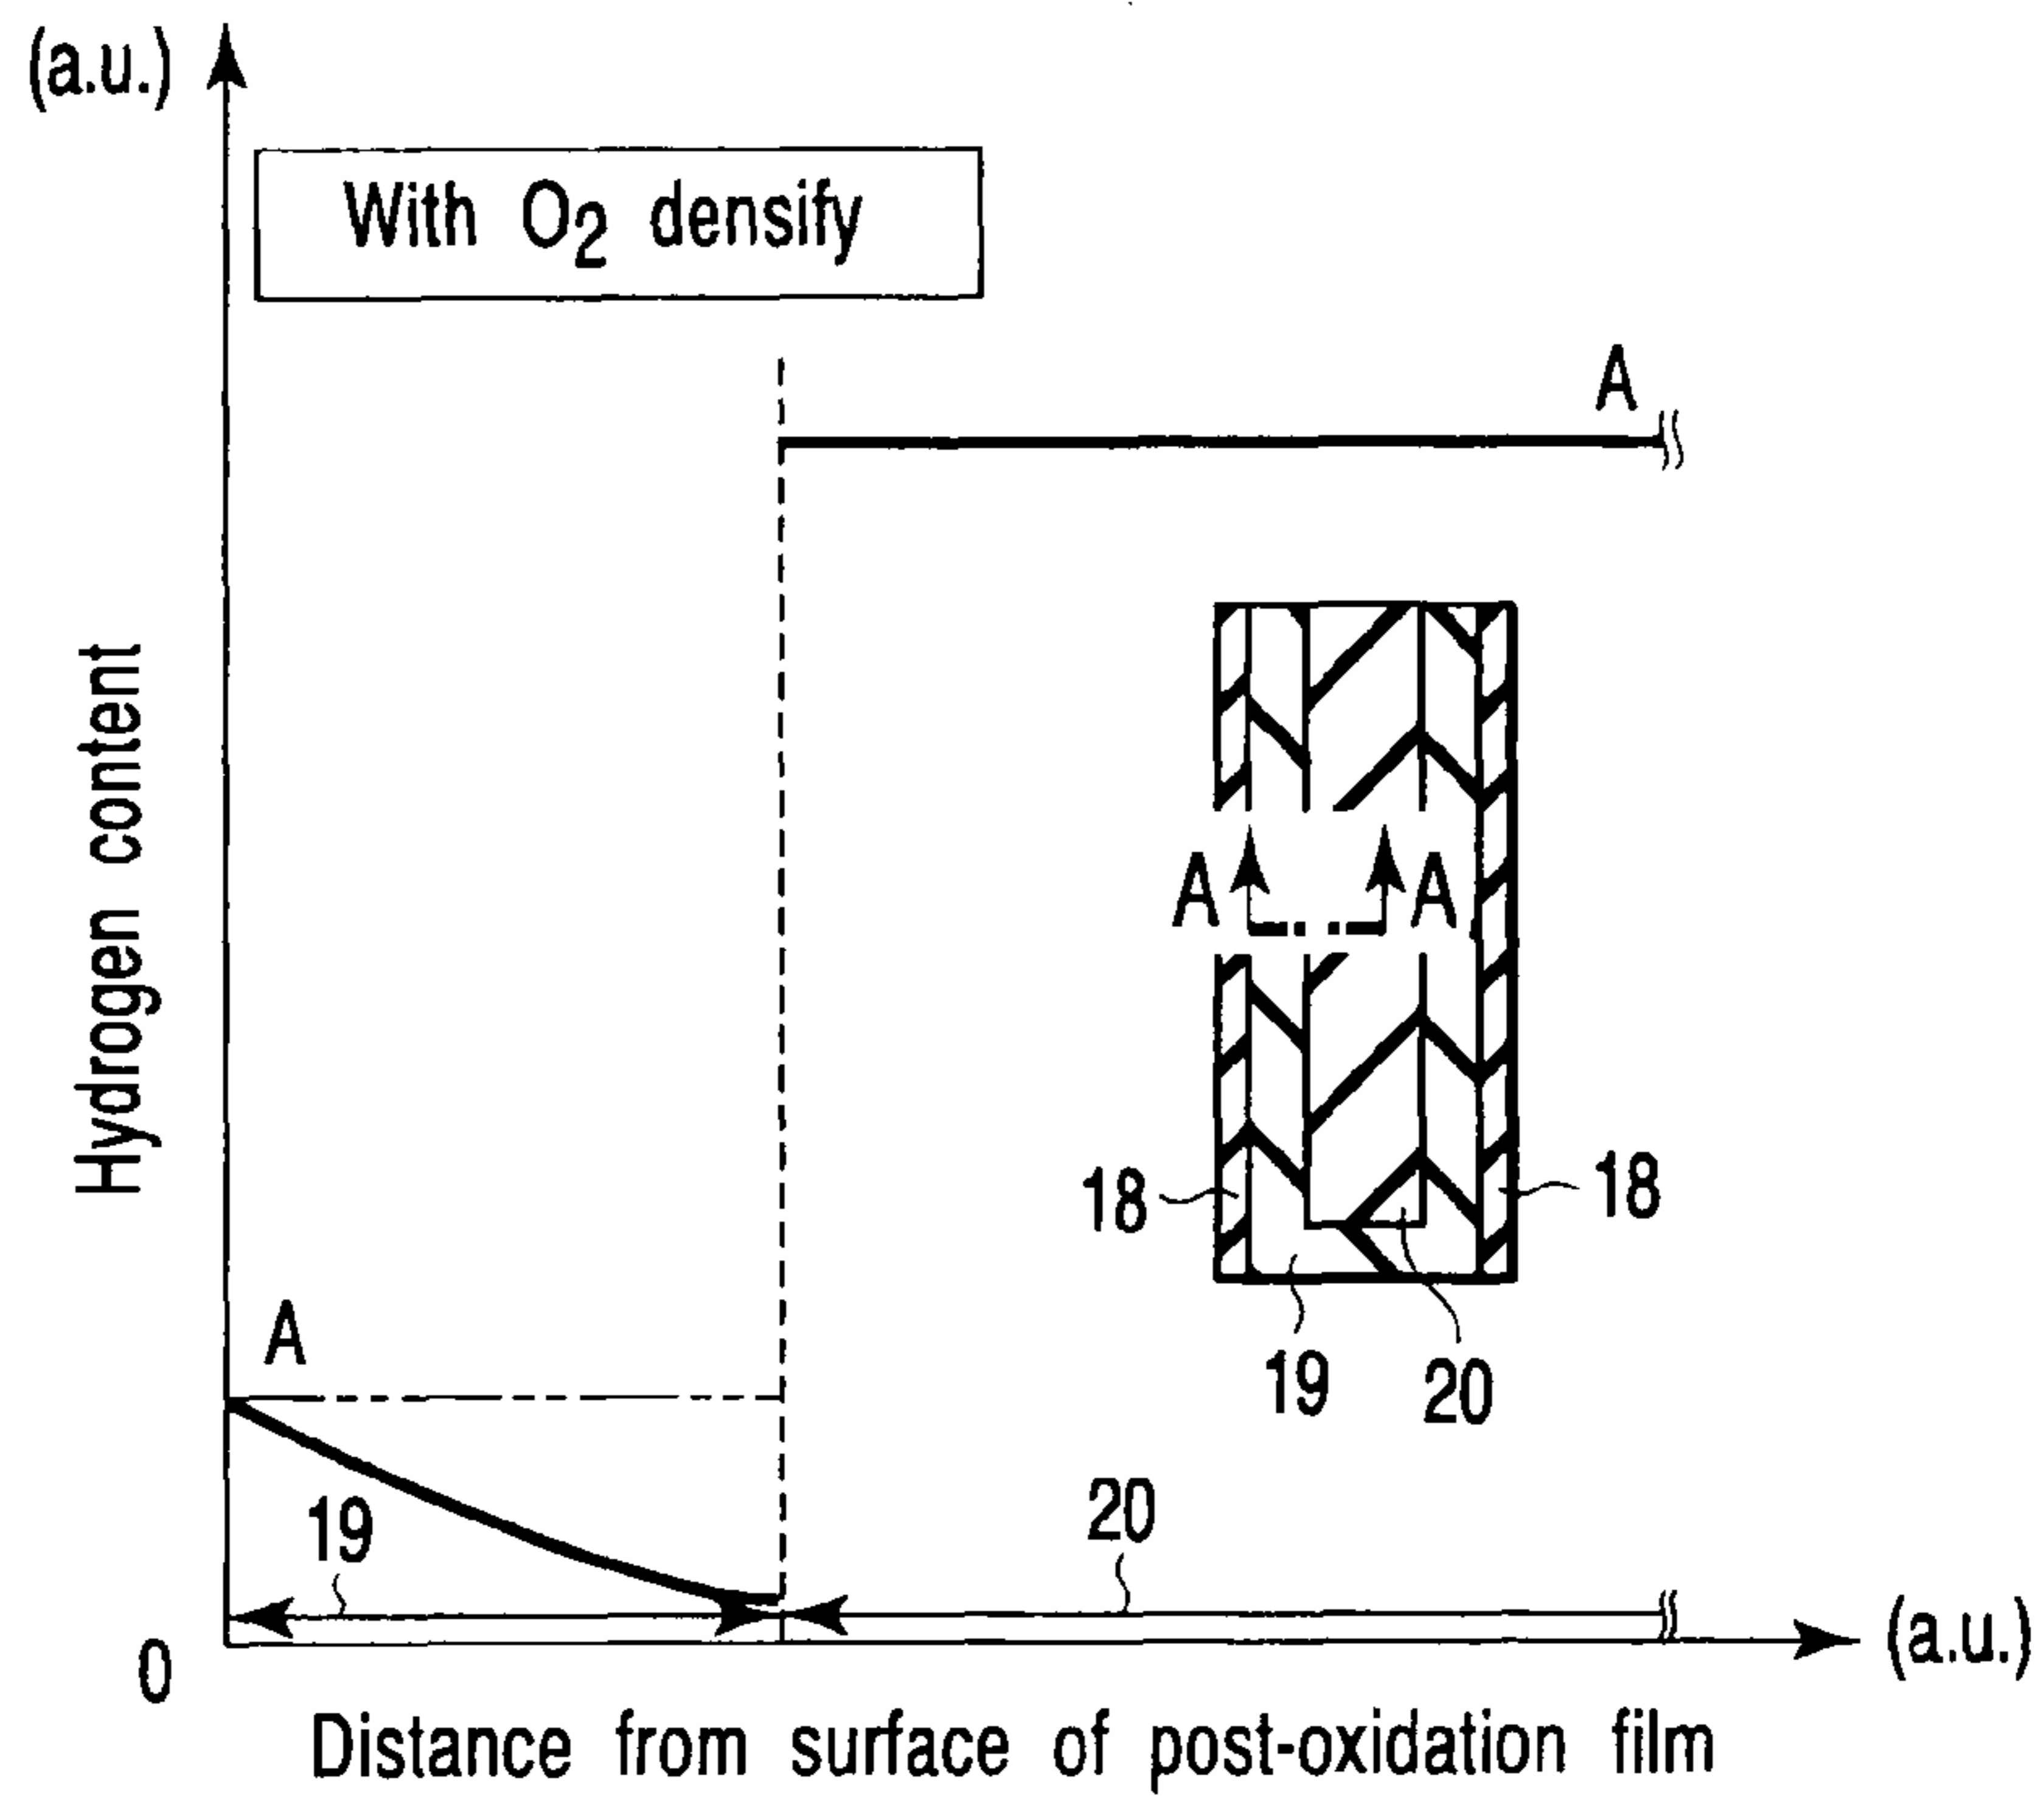 (a.u.)
With O2 densify
A
Hydrogen content
A A
18 18
19 20
A
19
20
0
(a.u.)
Distance from surface of post-oxidation film